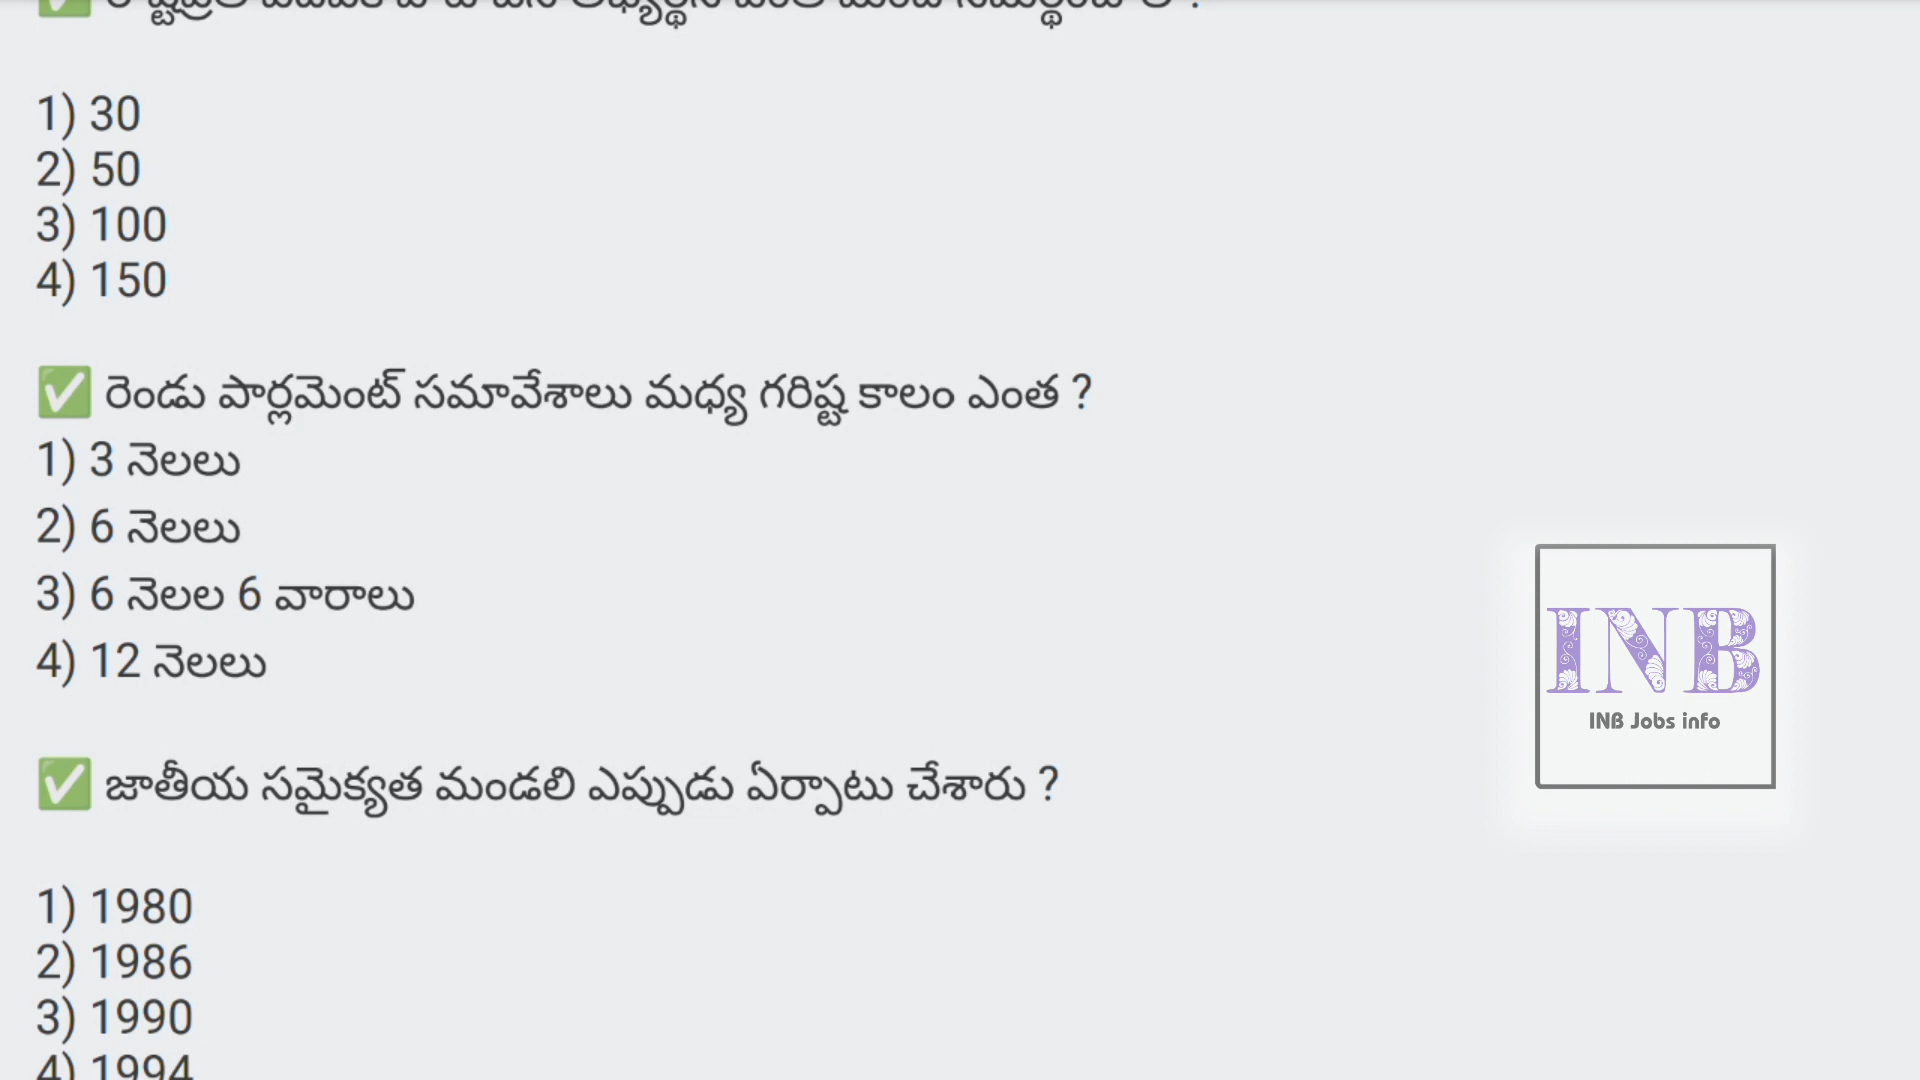 1) 30
2) 50
3) 100
4) 150
✅ రెండు పార్లమెంట్ సమావేశాలు మధ్య గరిష్ట కాలం ఎంత ?
1) 3 నెలలు
2) 6 నెలలు
3) 6 నెలల 6 వారాలు
4) 12 నెలలు
✅ జాతీయ సమైక్యత మండలి ఎప్పుడు ఏర్పాటు చేశారు ?
1) 1980
2) 1986
3) 1990
4) 1994
INB
INB Jobs info